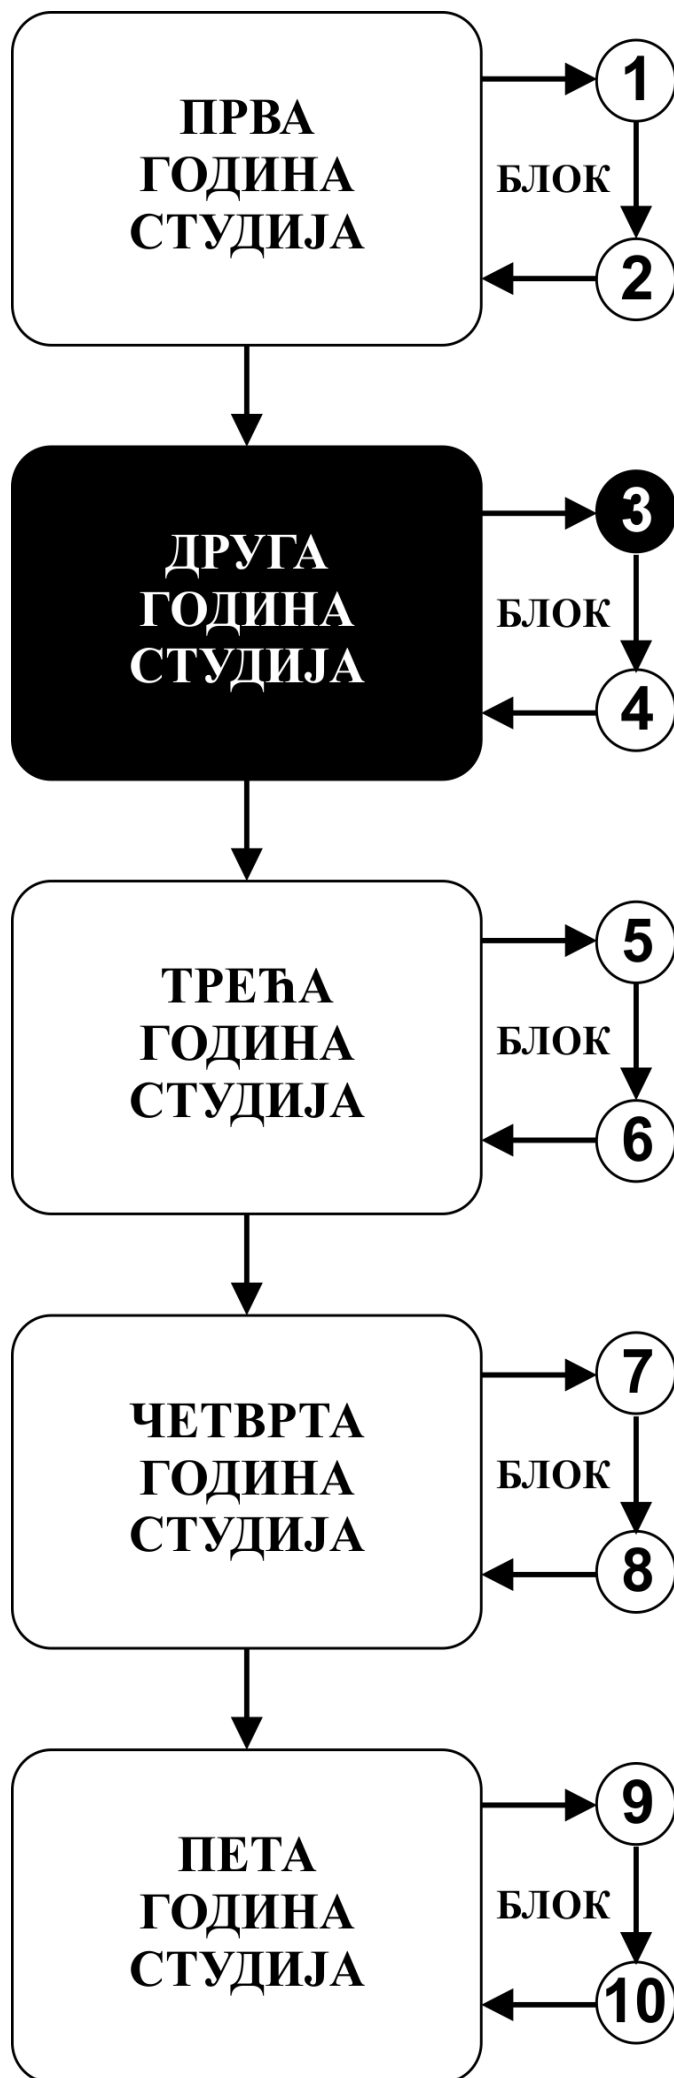 ПРВА
ГОДИНА
СТУДИЈА
1
БЛОК
2
ДРУГА
ГОДИНА
СТУДИЈА
3
БЛОК
4
ТРЕЋА
ГОДИНА
СТУДИЈА
5
БЛОК
6
ЧЕТВРТА
ГОДИНА
СТУДИЈА
7
БЛОК
8
ПЕТА
ГОДИНА
СТУДИЈА
9
БЛОК
10